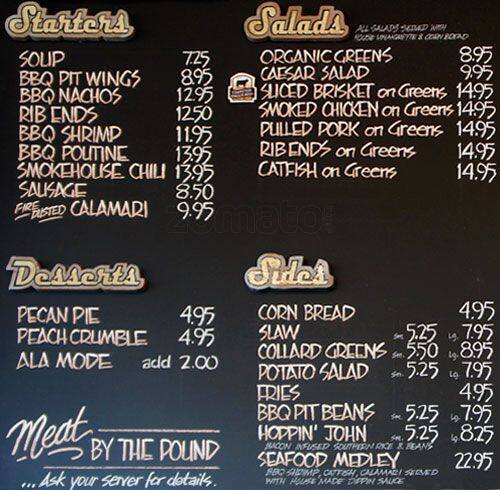 Starters
SOUP 7.25
BBQ PIT WINGS 8.95
BBQ NACHOS 12.95
RIB ENDS 12.50
BBQ SHRIMP 11.95
BBQ POUTINE 13.95
SMOKEHOUSE CHILI 13.95
SAUSAGE 8.50
FIRE BUSTED CALAMARI 9.95
Salads
ALL SALADS SERVED WITH
HOUSE VINAIGRETTE & CORN BREAD
ORGANIC GREENS 8.95
CAESAR SALAD 9.95
SLICED BRISKET on Greens 14.95
SMOKED CHICKEN on Greens 14.95
PULLED PORK on Greens 14.95
RIB ENDS on Greens 14.95
CATFISH on Greens 14.95
zomato
Desserts
PECAN PIE 4.95
PEACH CRUMBLE 4.95
ALA MODE add 2.00
Meat BY THE POUND
... Ask your server for details.
Sides
CORN BREAD 4.95
SLAW sm. 5.25 lg. 7.95
COLLARD GREENS sm. 5.50 lg. 8.95
POTATO SALAD sm. 5.25 lg. 7.95
FRIES 4.95
BBQ PIT BEANS sm. 5.25 lg. 7.95
HOPPIN' JOHN sm. 5.25 lg. 8.25
BACON INFUSED SOUTHERN RICE & BEANS
SEAFOOD MEDLEY 22.95
BBQ SHRIMP, CATFISH, CALAMARI SERVED
WITH HOUSE MADE DIPPIN SAUCE